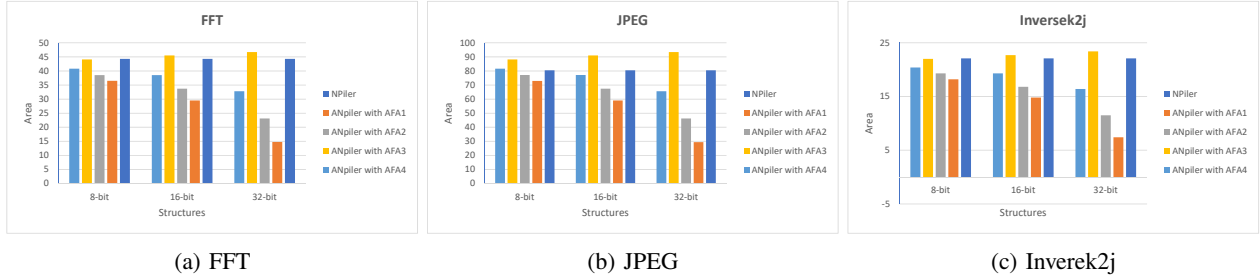 FFT
50
45
40
35
30
25
20
15
10
5
0
Area
8-bit
16-bit
32-bit
Structures
NPiler
ANpiler with AFA1
ANpiler with AFA2
ANpiler with AFA3
ANpiler with AFA4
(a) FFT
JPEG
100
90
80
70
60
50
40
30
20
10
0
Area
8-bit
16-bit
32-bit
Structures
NPiler
ANpiler with AFA1
ANpiler with AFA2
ANpiler with AFA3
ANpiler with AFA4
(b) JPEG
Inversek2j
25
15
5
-5
Area
8-bit
16-bit
32-bit
Structures
NPiler
ANpiler with AFA1
ANpiler with AFA2
ANpiler with AFA3
ANpiler with AFA4
(c) Inverek2j